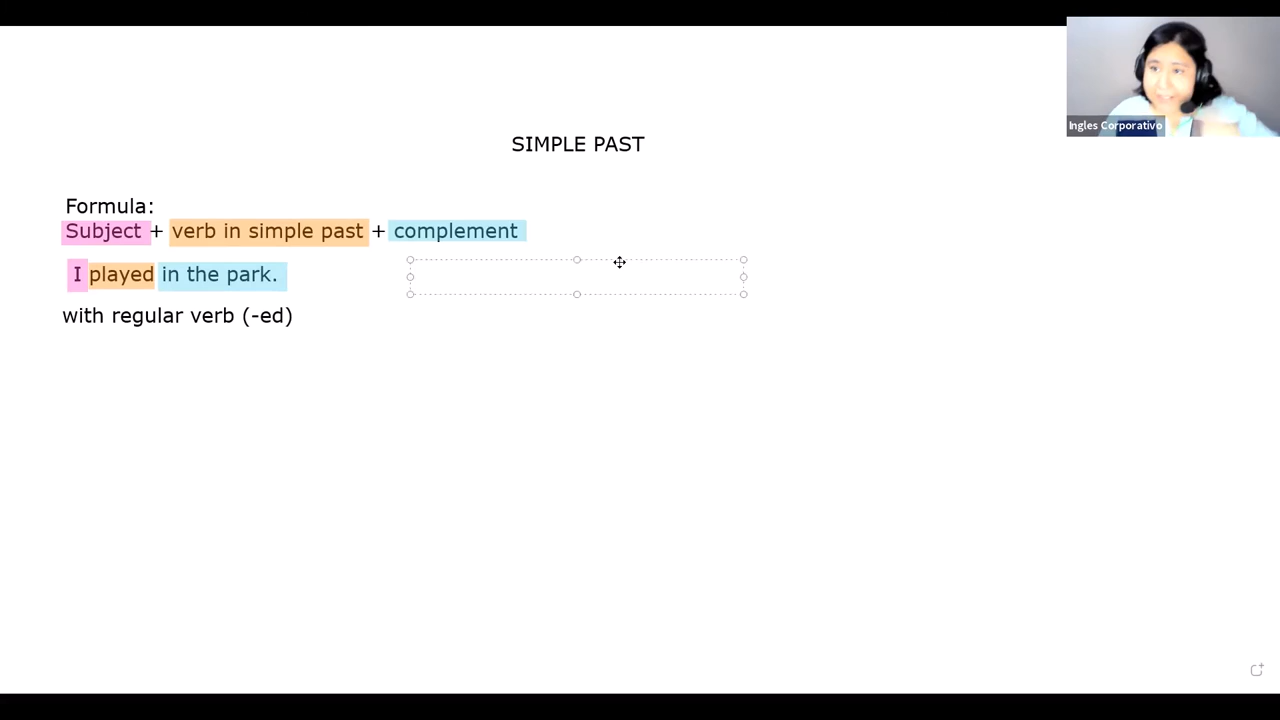 Ingles Corporativo
SIMPLE PAST
Formula:
Subject + verb in simple past + complement
I played in the park.
with regular verb (-ed)